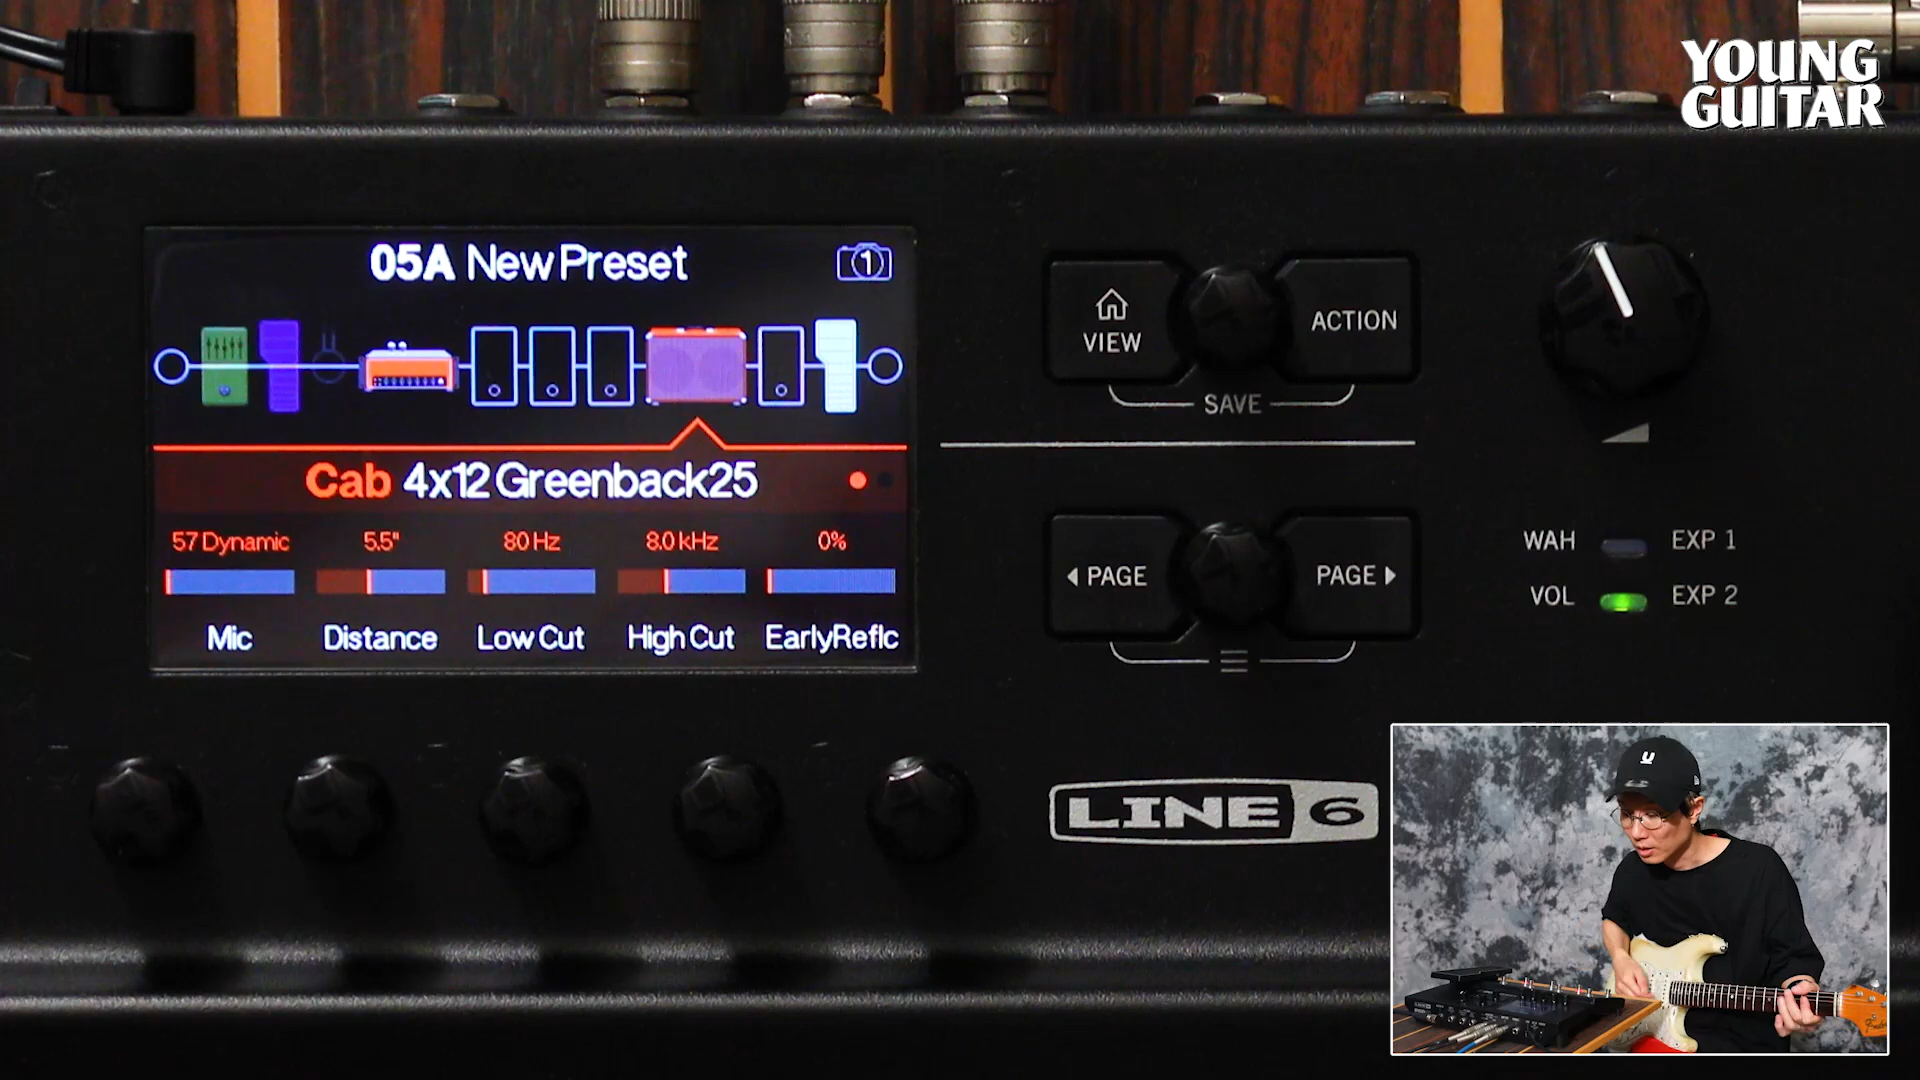 YOUNG
GUITAR
05A New Preset
1
Cab 4x12 Greenback25
57 Dynamic 5.5" 80 Hz 8.0 kHz 0%
Mic Distance Low Cut High Cut EarlyReflc
VIEW
ACTION
SAVE
PAGE
PAGE
WAH EXP 1
VOL EXP 2
LINE 6
U
Fender